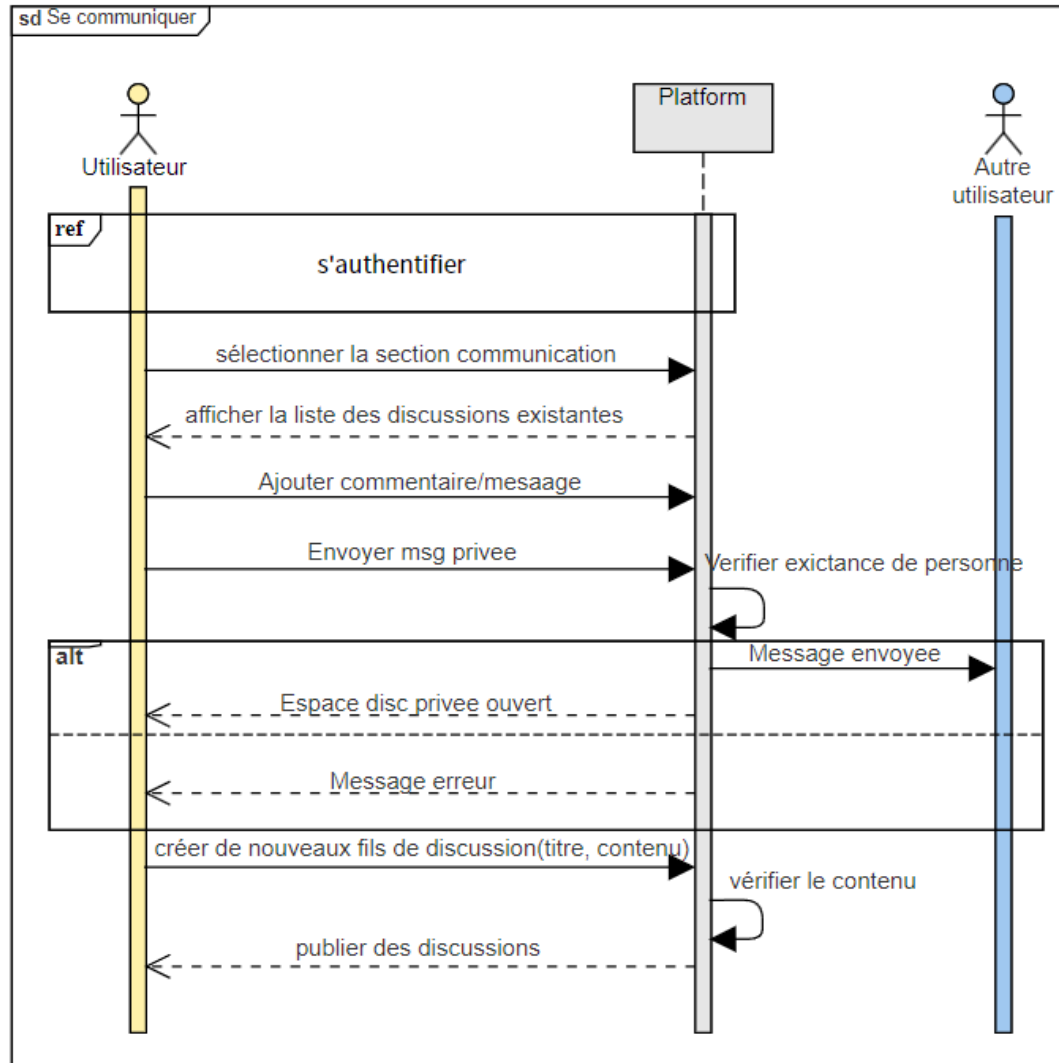 sd Se communiquer
Utilisateur
Platform
Autre
utilisateur
ref
s'authentifier
sélectionner la section communication
afficher la liste des discussions existantes
Ajouter commentaire/mesaage
Envoyer msg privee
Verifier exictance de personne
alt
Message envoyee
Espace disc privee ouvert
Message erreur
créer de nouveaux fils de discussion(titre, contenu)
vérifier le contenu
publier des discussions